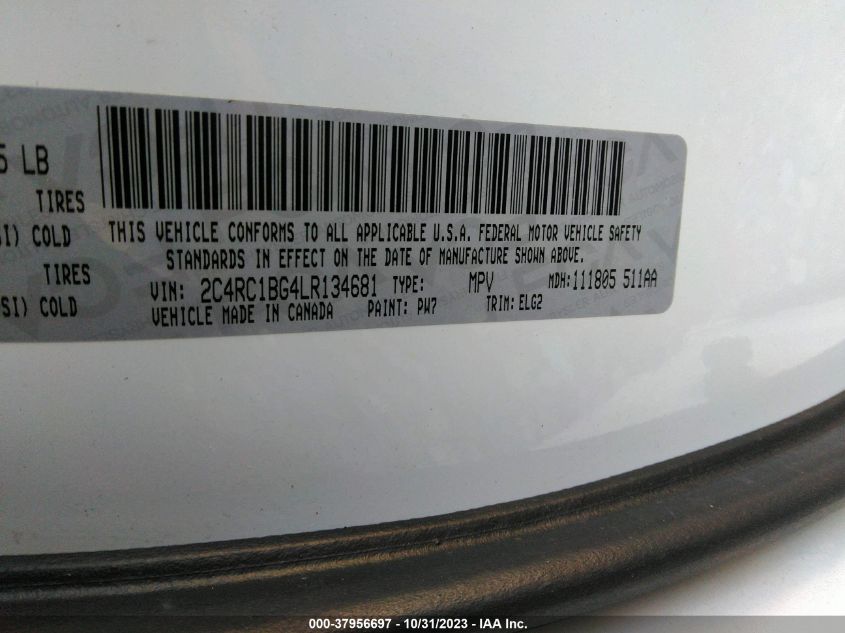 5 LB
TIRES
SI) COLD
THIS VEHICLE CONFORMS TO ALL APPLICABLE U.S.A. FEDERAL MOTOR VEHICLE SAFETY
STANDARDS IN EFFECT ON THE DATE OF MANUFACTURE SHOWN ABOVE.
TIRES
VIN: 2C4RC1BG4LR134681 TYPE: MPV MDH:111805 511AA
SI) COLD
VEHICLE MADE IN CANADA PAINT: PW7 TRIM: ELG2
000-37956697 - 10/31/2023 - IAA Inc.